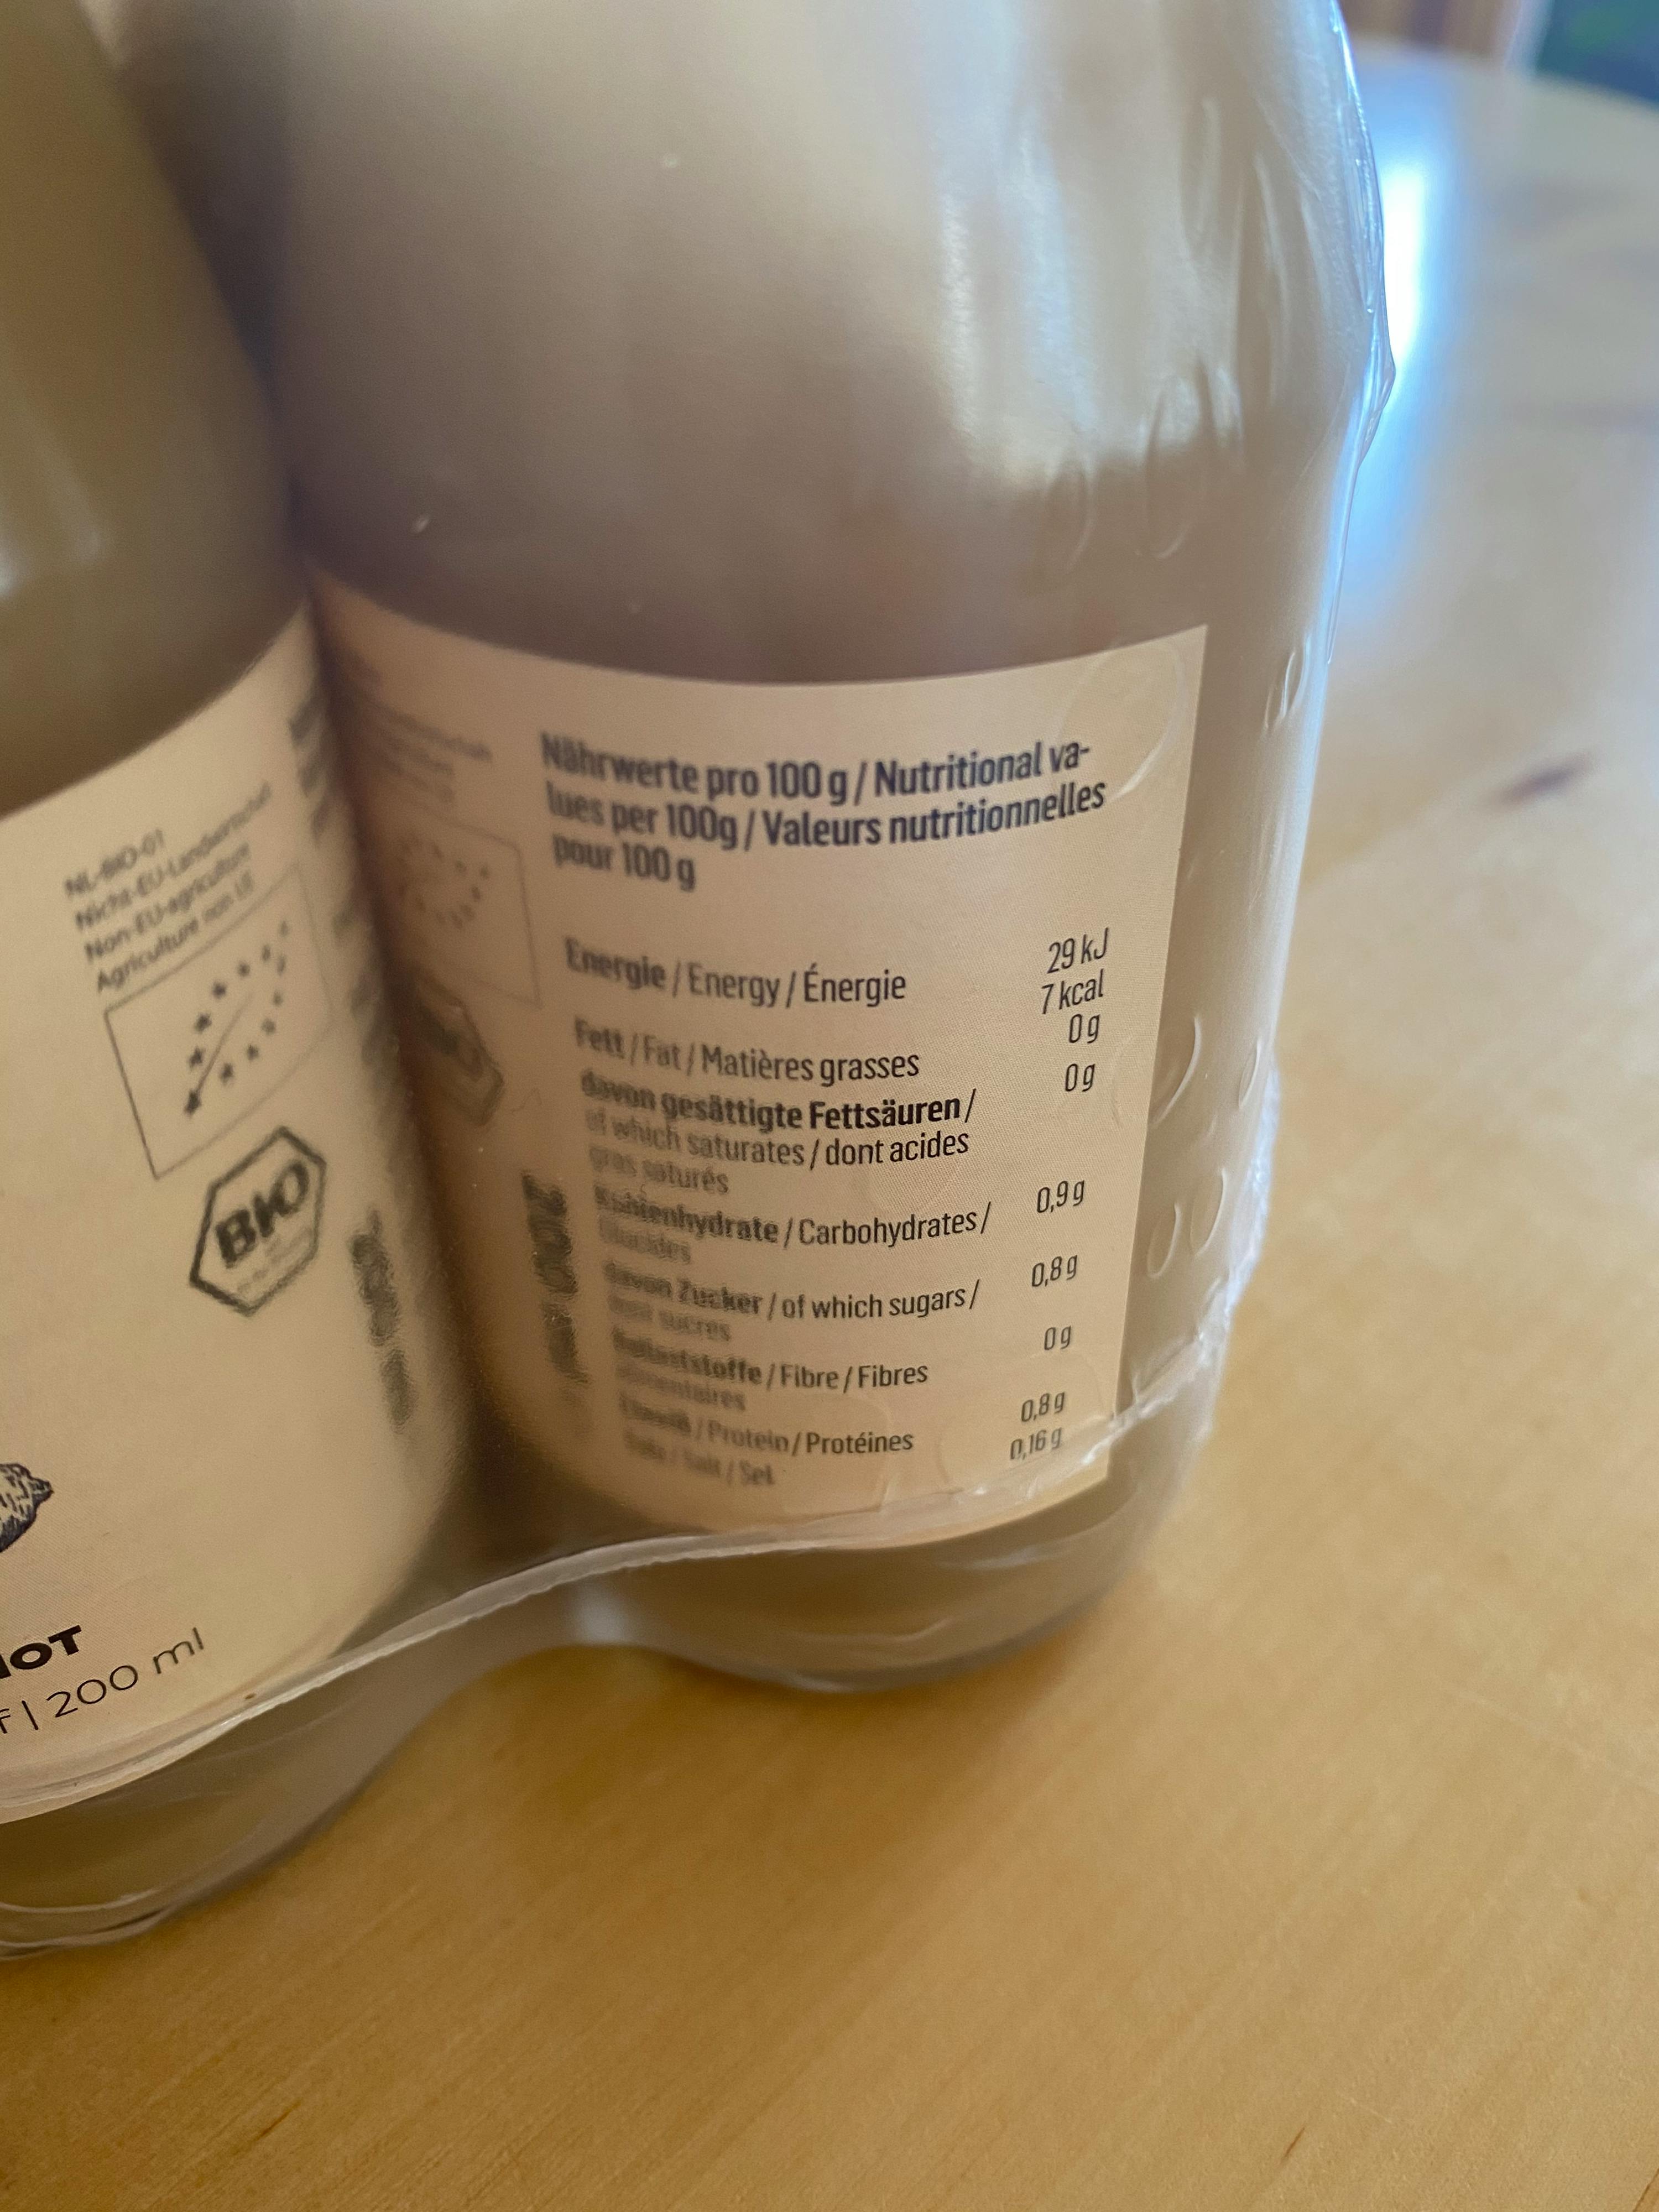 NL-BIO-01
Nicht-EU-Landwirtschaft
Non-EU-agriculture
Agriculture non UE
BIO
200 ml
Nährwerte pro 100 g / Nutritional va-
lues per 100g / Valeurs nutritionnelles
pour 100 g
Energie / Energy / Énergie 29 kJ
7 kcal
Fett / Fat / Matières grasses 0 g
davon gesättigte Fettsäuren / 0 g
of which saturates / dont acides
gras saturés
Kohlenhydrate / Carbohydrates / 0,9 g
Glucides
davon Zucker / of which sugars / 0,8 g
dont sucres
Ballaststoffe / Fibre / Fibres 0 g
alimentaires
Eiweiß / Protein / Protéines 0,8 g
Salz / Salt / Sel 0,16 g